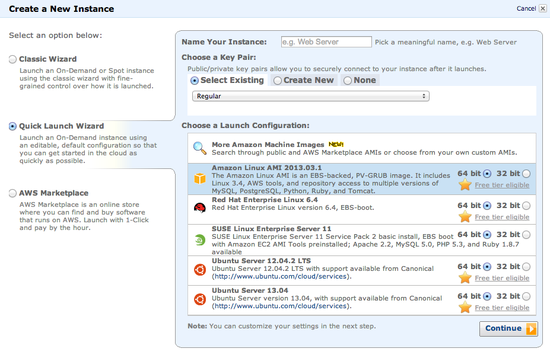 Create a New Instance
Cancel
Select an option below:
Classic Wizard
Launch an On-Demand or Spot instance
using the classic wizard with fine-
grained control over how it is launched.
Quick Launch Wizard
Launch an On-Demand instance using
an editable, default configuration so that
you can get started in the cloud as
quickly as possible.
AWS Marketplace
AWS Marketplace is an online
store where you can find and buy software
that runs on AWS. Launch with 1-Click
and pay by the hour.
Name Your Instance: e.g. Web Server Pick a meaningful name, e.g. Web Server
Choose a Key Pair:
Public/private key pairs allow you to securely connect to your instance after it launches.
Select Existing Create New None
Regular
Choose a Launch Configuration:
More Amazon Machine Images NEW!
Search through public and AWS Marketplace AMIs or choose from your own custom AMIs.
Amazon Linux AMI 2013.03.1
The Amazon Linux AMI is an EBS-backed, PV-GRUB image. It includes
Linux 3.4, AWS tools, and repository access to multiple versions of
MySQL, PostgreSQL, Python, Ruby, and Tomcat.
64 bit 32 bit
Free tier eligible
Red Hat Enterprise Linux 6.4
Red Hat Enterprise Linux version 6.4, EBS-boot.
64 bit 32 bit
Free tier eligible
SUSE Linux Enterprise Server 11
SUSE Linux Enterprise Server 11 Service Pack 2 basic install, EBS boot
with Amazon EC2 AMI Tools preinstalled; Apache 2.2, MySQL 5.0, PHP 5.3, and Ruby 1.8.7
available
64 bit 32 bit
Ubuntu Server 12.04.2 LTS
Ubuntu Server 12.04.2 LTS with support available from Canonical
(http://www.ubuntu.com/cloud/services).
64 bit 32 bit
Free tier eligible
Ubuntu Server 13.04
Ubuntu Server version 13.04, with support available from Canonical
(http://www.ubuntu.com/cloud/services).
64 bit 32 bit
Free tier eligible
Note: You can customize your settings in the next step.
Continue